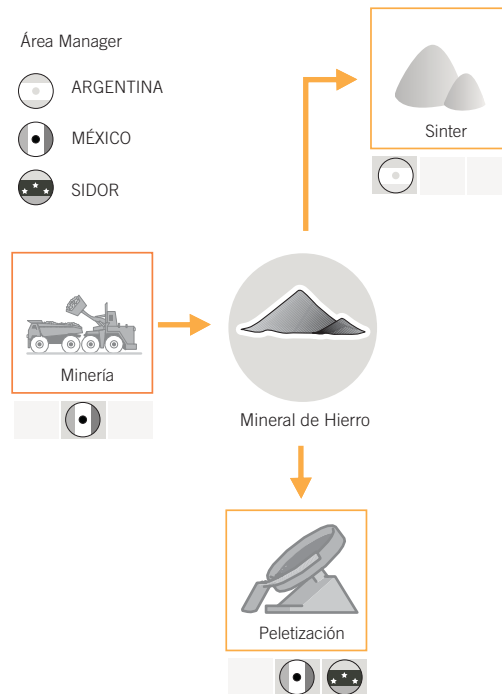 Área Manager
ARGENTINA
MÉXICO
SIDOR
Sinter
Minería
Mineral de Hierro
Peletización